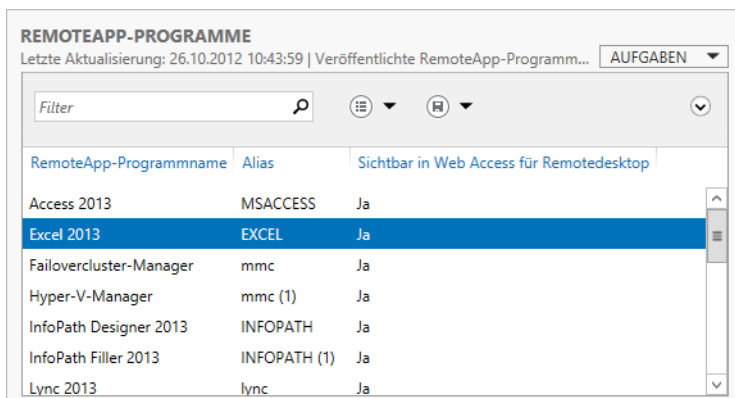 REMOTEAPP-PROGRAMME
Letzte Aktualisierung: 26.10.2012 10:43:59 | Veröffentlichte RemoteApp-Programm... AUFGABEN
Filter
RemoteApp-Programmname Alias Sichtbar in Web Access für Remotedesktop
Access 2013 MSACCESS Ja
Excel 2013 EXCEL Ja
Failovercluster-Manager mmc Ja
Hyper-V-Manager mmc (1) Ja
InfoPath Designer 2013 INFOPATH Ja
InfoPath Filler 2013 INFOPATH (1) Ja
Lync 2013 lync Ja